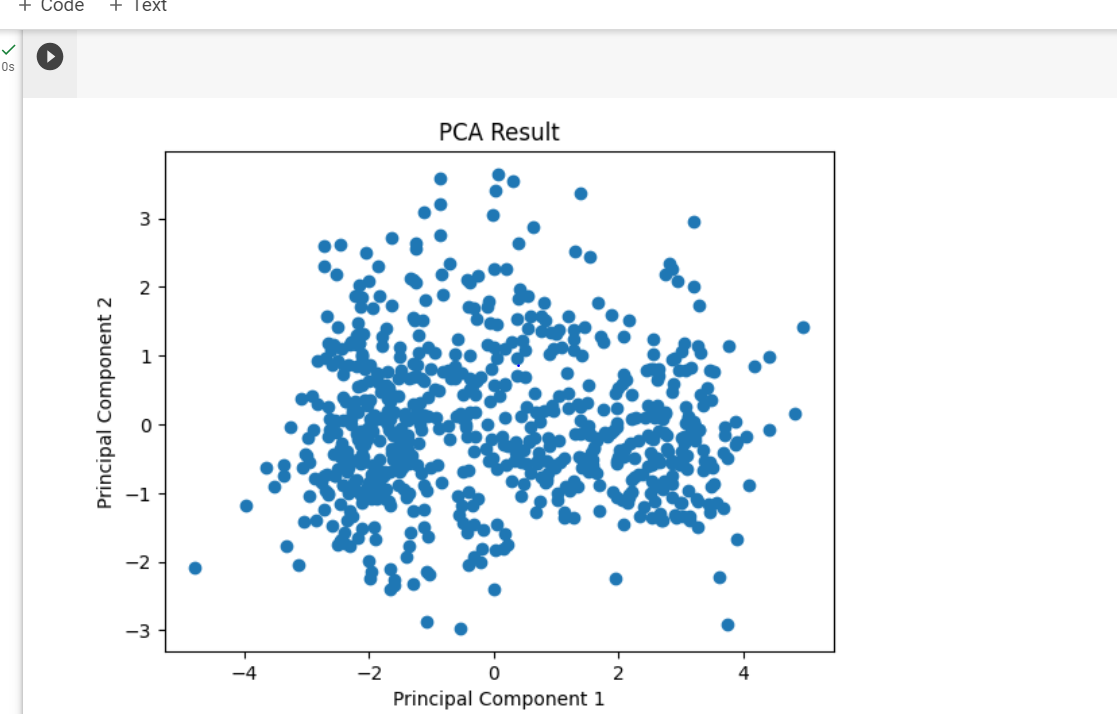 + Code + Text
0s
PCA Result
Principal Component 2
3
2
1
0
−1
−2
−3
−4 −2 0 2 4
Principal Component 1